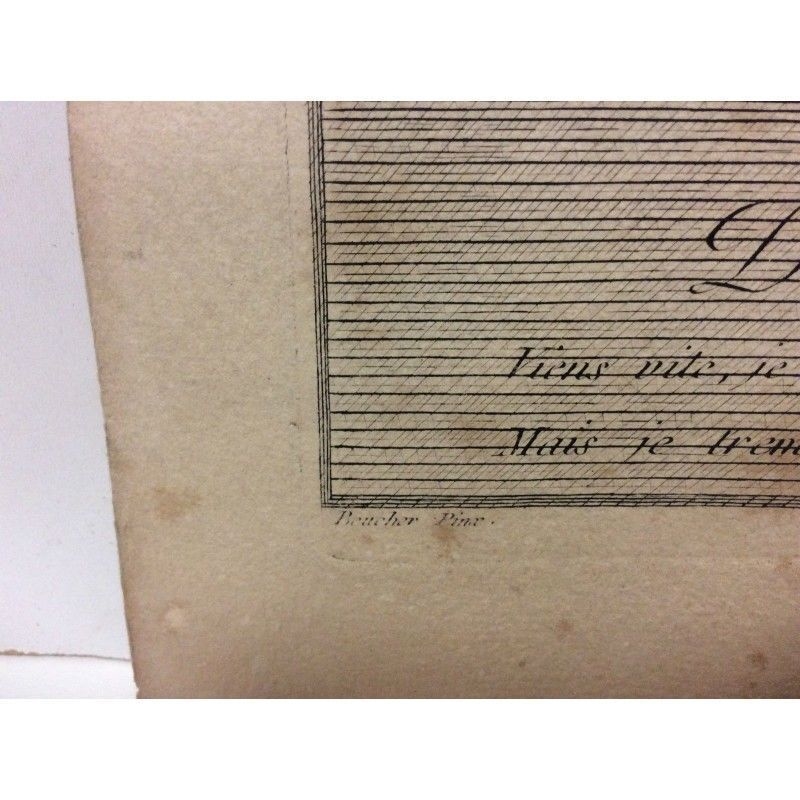 D
Viens vite, je
Mais je trem
Boucher Pinx.